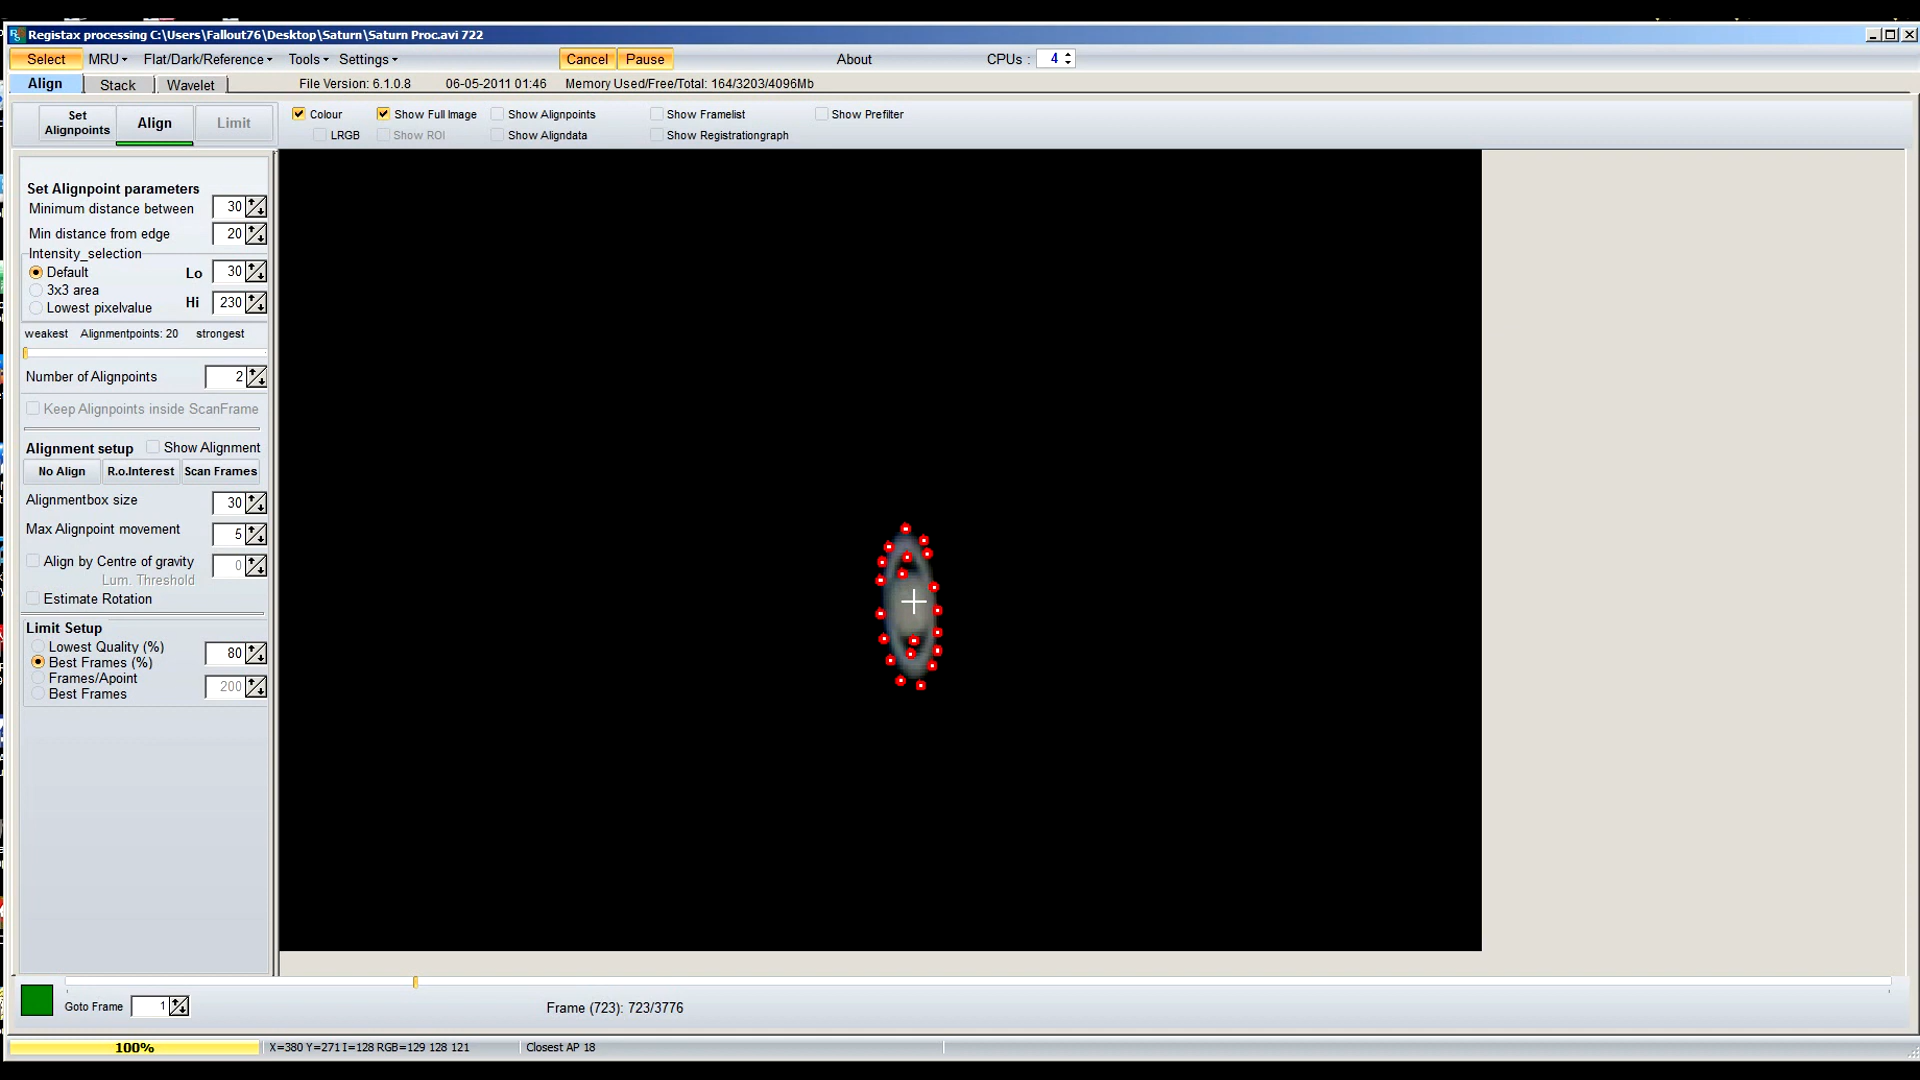 Registax processing C:\Users\Fallout76\Desktop\Saturn\Saturn Proc.avi 722
Select MRU Flat/Dark/Reference Tools Settings Cancel Pause About CPUs : 4
Align Stack Wavelet File Version: 6.1.0.8 06-05-2011 01:46 Memory Used/Free/Total: 164/3203/4096Mb
Set Alignpoints Align Limit
Colour Show Full Image Show Alignpoints Show Framelist Show Prefilter
LRGB Show ROI Show Aligndata Show Registrationgraph
Set Alignpoint parameters
Minimum distance between 30
Min distance from edge 20
Intensity_selection
Default Lo 30
3x3 area
Hi 230
Lowest pixelvalue
weakest Alignmentpoints: 20 strongest
Number of Alignpoints 2
Keep Alignpoints inside ScanFrame
Alignment setup Show Alignment
No Align R.o.Interest Scan Frames
Alignmentbox size 30
Max Alignpoint movement 5
Align by Centre of gravity 0
Lum. Threshold
Estimate Rotation
Limit Setup
Lowest Quality (%) 80
Best Frames (%)
Frames/Apoint 200
Best Frames
Goto Frame 1 Frame (723): 723/3776
100% X=380 Y=271 I=128 RGB=129 128 121 Closest AP 18